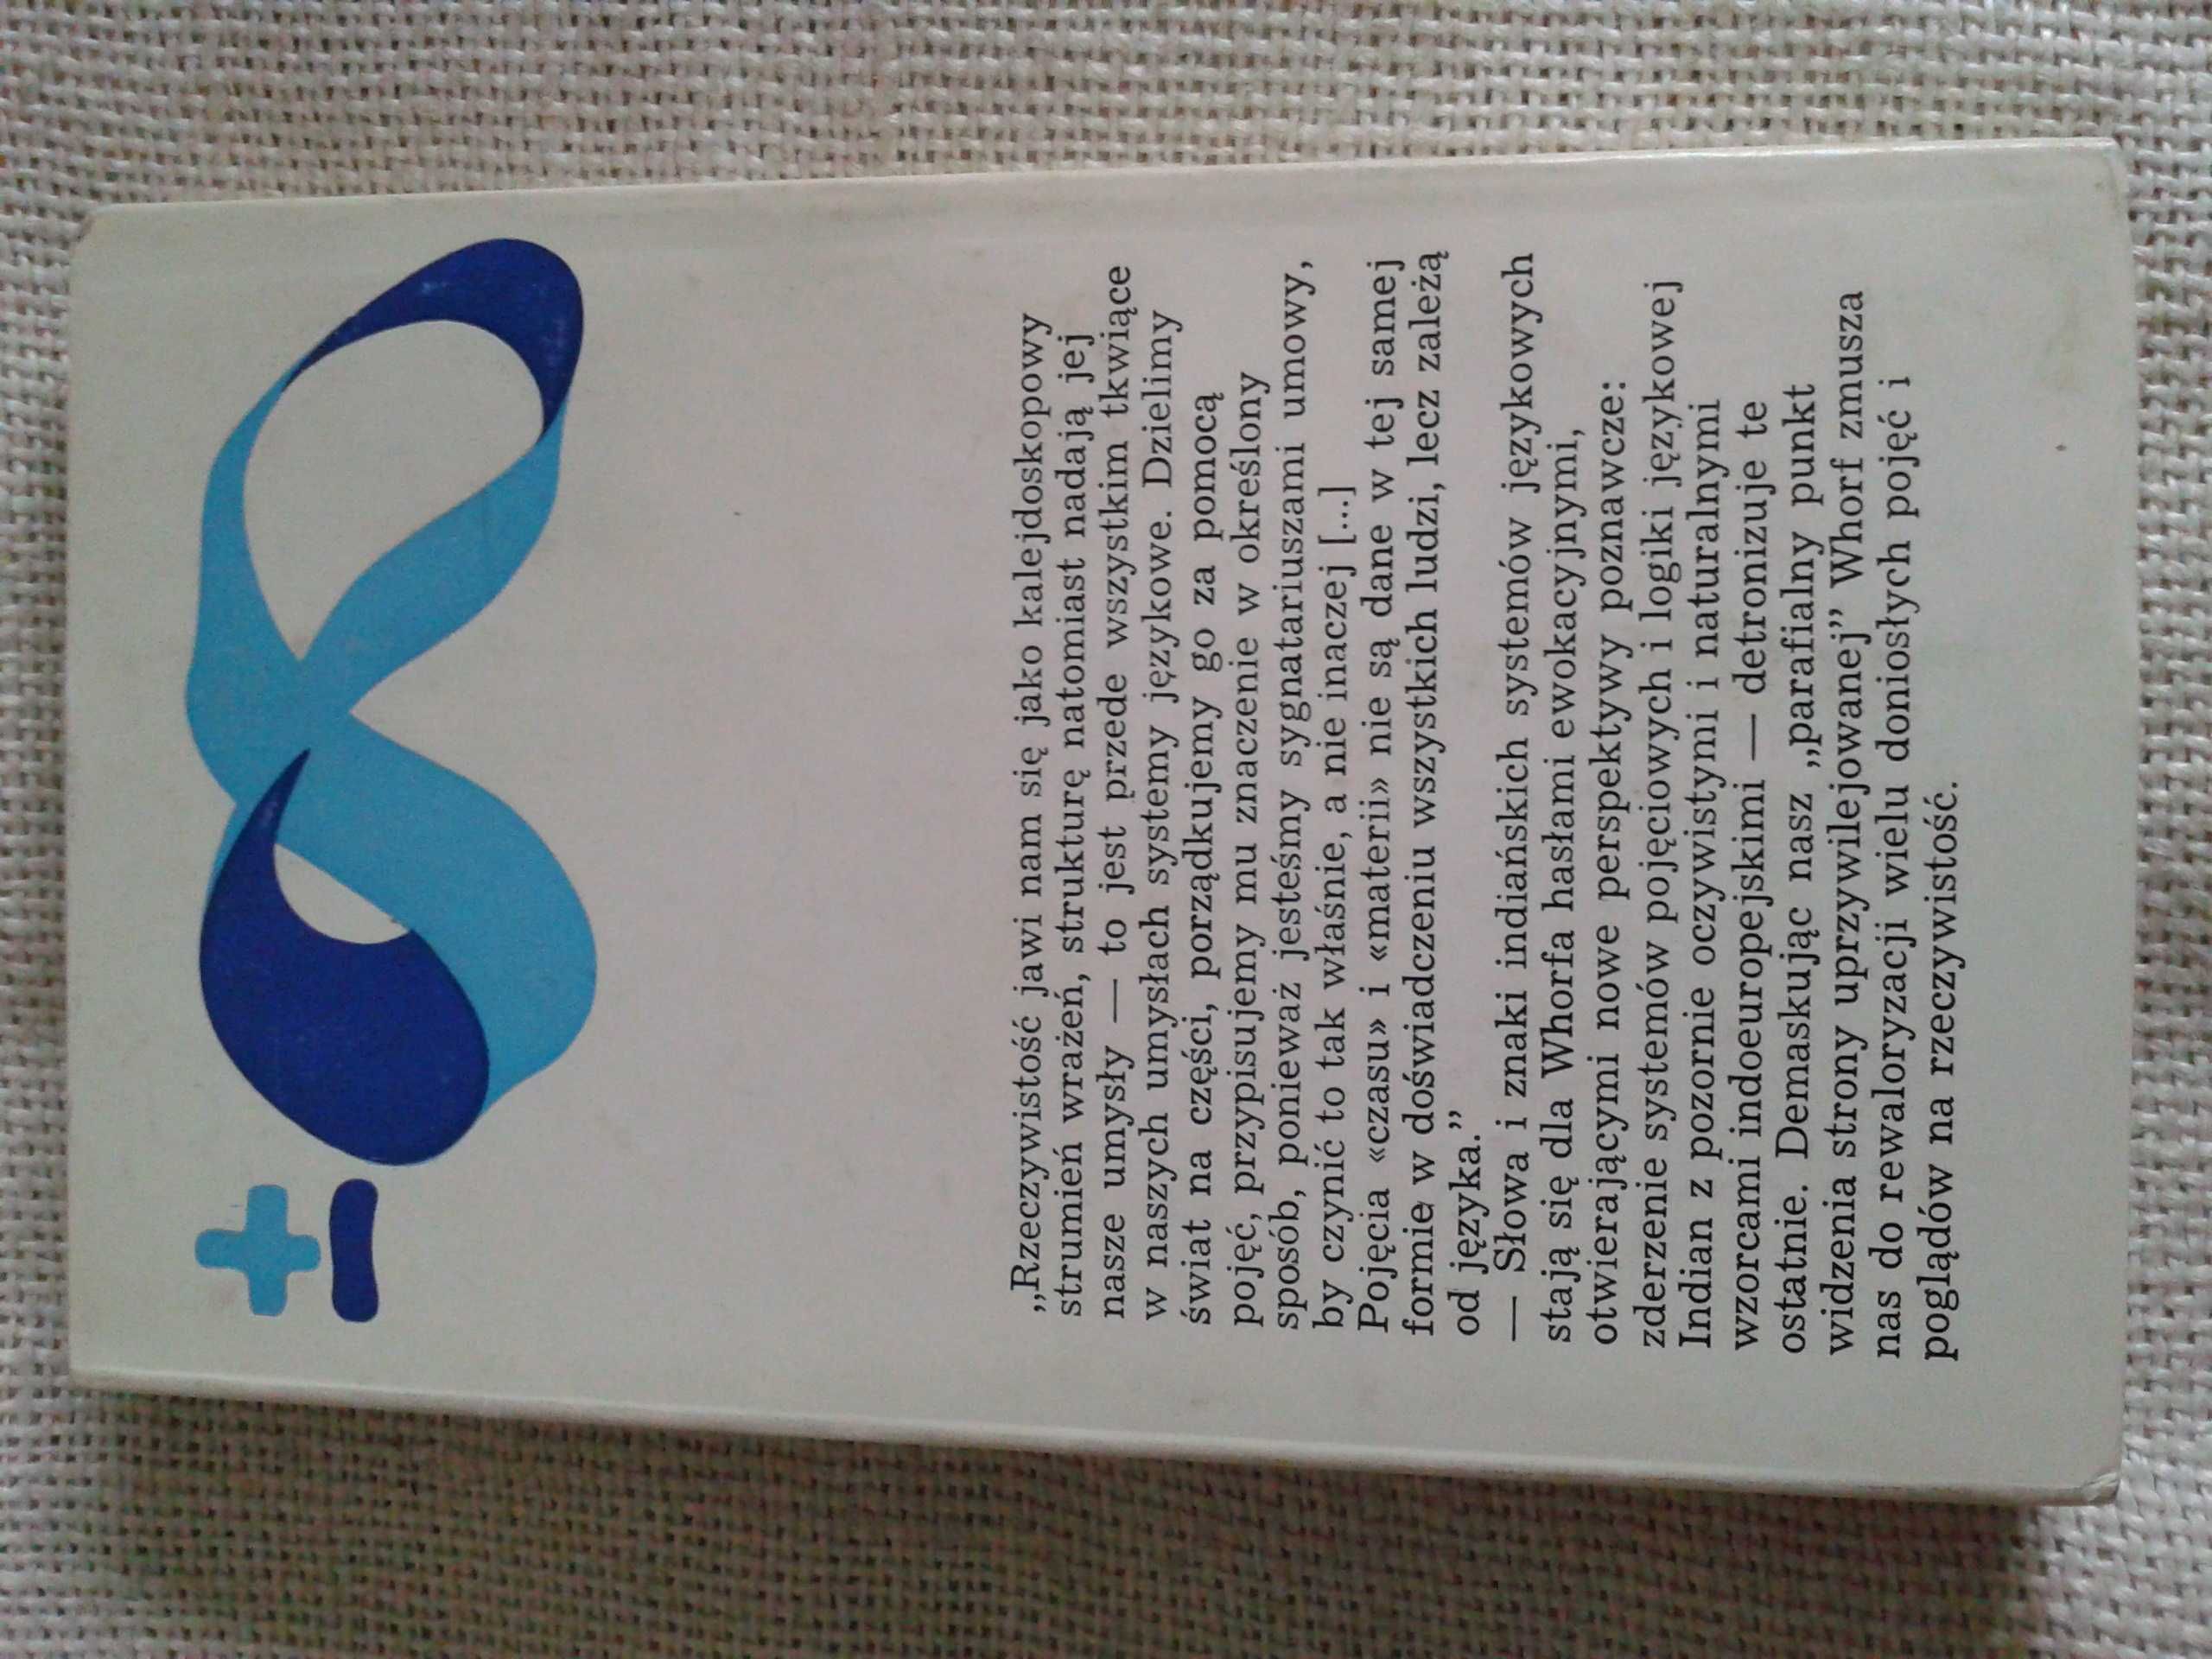 ±
„Rzeczywistość jawi nam się jako kalejdoskopowy
strumień wrażeń, strukturę natomiast nadają jej
nasze umysły — to jest przede wszystkim tkwiące
w naszych umysłach systemy językowe. Dzielimy
świat na części, porządkujemy go za pomocą
pojęć, przypisujemy mu znaczenie w określony
sposób, ponieważ jesteśmy sygnatariuszami umowy,
by czynić to tak właśnie, a nie inaczej [...]
Pojęcia «czasu» i «materii» nie są dane w tej samej
formie w doświadczeniu wszystkich ludzi, lecz zależą
od języka.”
— Słowa i znaki indiańskich systemów językowych
stają się dla Whorfa hasłami ewokacyjnymi,
otwierającymi nowe perspektywy poznawcze:
zderzenie systemów pojęciowych i logiki językowej
Indian z pozornie oczywistymi i naturalnymi
wzorcami indoeuropejskimi — detronizuje te
ostatnie. Demaskując nasz „parafialny punkt
widzenia strony uprzywilejowanej” Whorf zmusza
nas do rewaloryzacji wielu doniosłych pojęć i
poglądów na rzeczywistość.